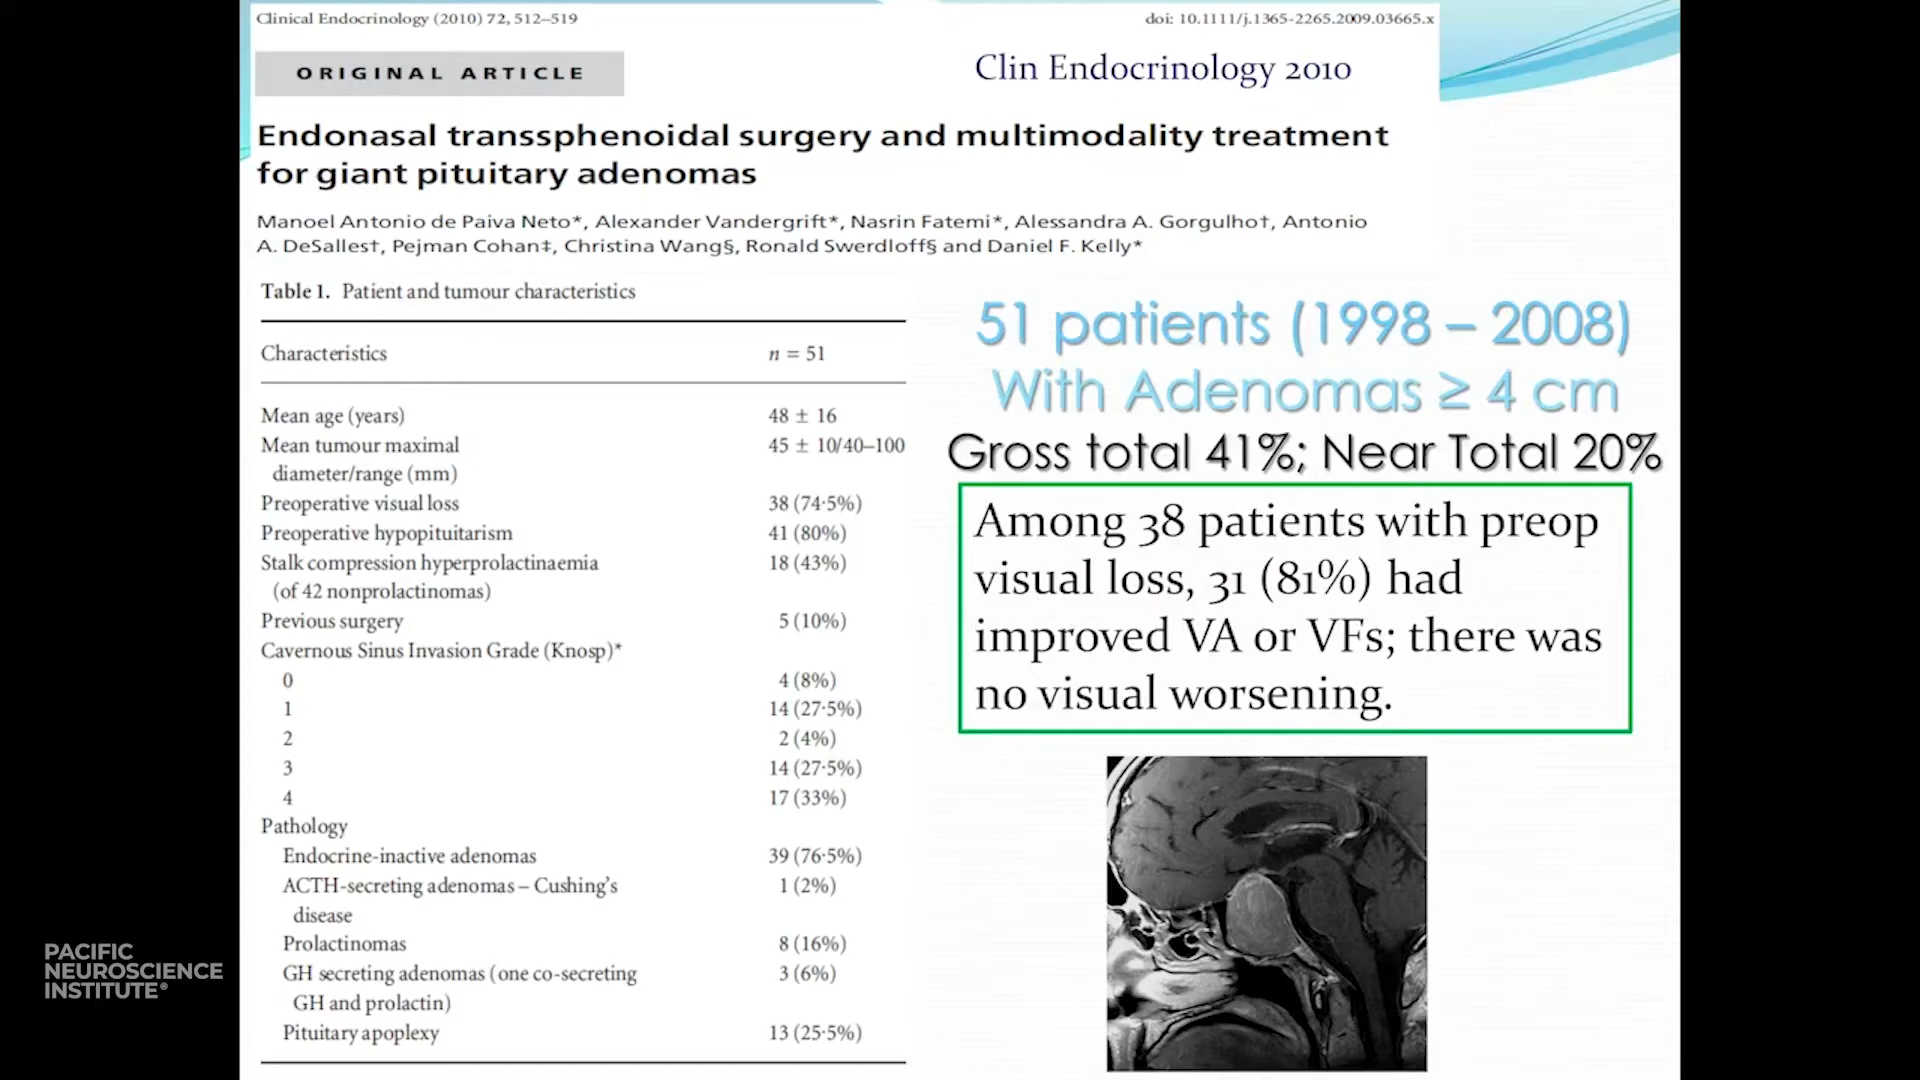 Clinical Endocrinology (2010) 72, 512–519
doi: 10.1111/j.1365-2265.2009.03665.x
ORIGINAL ARTICLE
Clin Endocrinology 2010
Endonasal transsphenoidal surgery and multimodality treatment
for giant pituitary adenomas
Manoel Antonio de Paiva Neto*, Alexander Vandergrift*, Nasrin Fatemi*, Alessandra A. Gorgulho†, Antonio
A. DeSalles†, Pejman Cohan‡, Christina Wang§, Ronald Swerdloff§ and Daniel F. Kelly*
Table 1. Patient and tumour characteristics
Characteristics n = 51
Mean age (years) 48 ± 16
Mean tumour maximal 45 ± 10/40–100
diameter/range (mm)
Preoperative visual loss 38 (74·5%)
Preoperative hypopituitarism 41 (80%)
Stalk compression hyperprolactinaemia 18 (43%)
(of 42 nonprolactinomas)
Previous surgery 5 (10%)
Cavernous Sinus Invasion Grade (Knosp)*
0 4 (8%)
1 14 (27·5%)
2 2 (4%)
3 14 (27·5%)
4 17 (33%)
Pathology
Endocrine-inactive adenomas 39 (76·5%)
ACTH-secreting adenomas – Cushing's 1 (2%)
disease
Prolactinomas 8 (16%)
GH secreting adenomas (one co-secreting 3 (6%)
GH and prolactin)
Pituitary apoplexy 13 (25·5%)
51 patients (1998 – 2008)
With Adenomas ≥ 4 cm
Gross total 41%; Near Total 20%
Among 38 patients with preop
visual loss, 31 (81%) had
improved VA or VFs; there was
no visual worsening.
PACIFIC
NEUROSCIENCE
INSTITUTE®